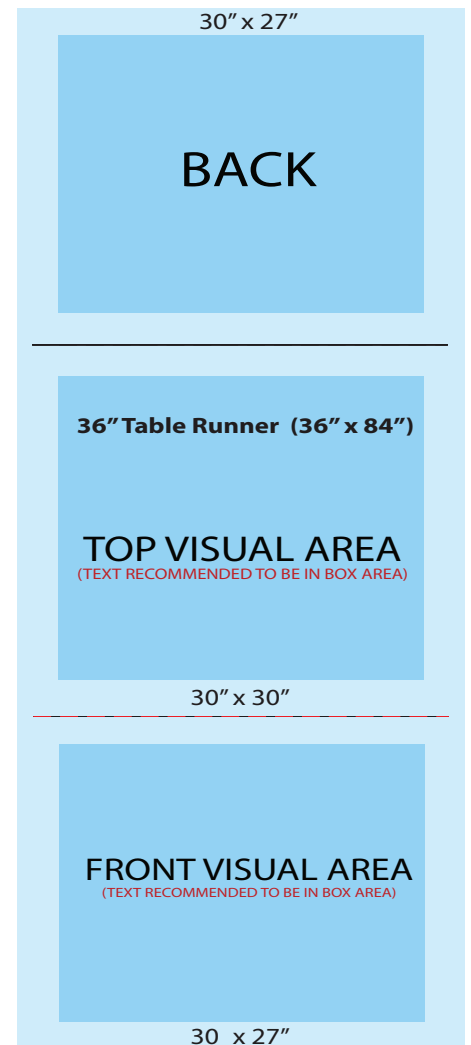 30″ x 27″
BACK
36″ Table Runner (36″ x 84″)
TOP VISUAL AREA
(TEXT RECOMMENDED TO BE IN BOX AREA)
30″ x 30″
FRONT VISUAL AREA
(TEXT RECOMMENDED TO BE IN BOX AREA)
30 x 27″